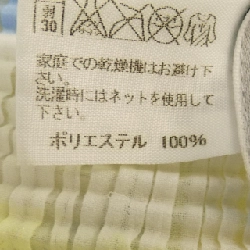 弱
30
家庭での乾燥機はお避け下
さい。
洗濯時にはネットを使用して
下さい。
ポリエステル 100%